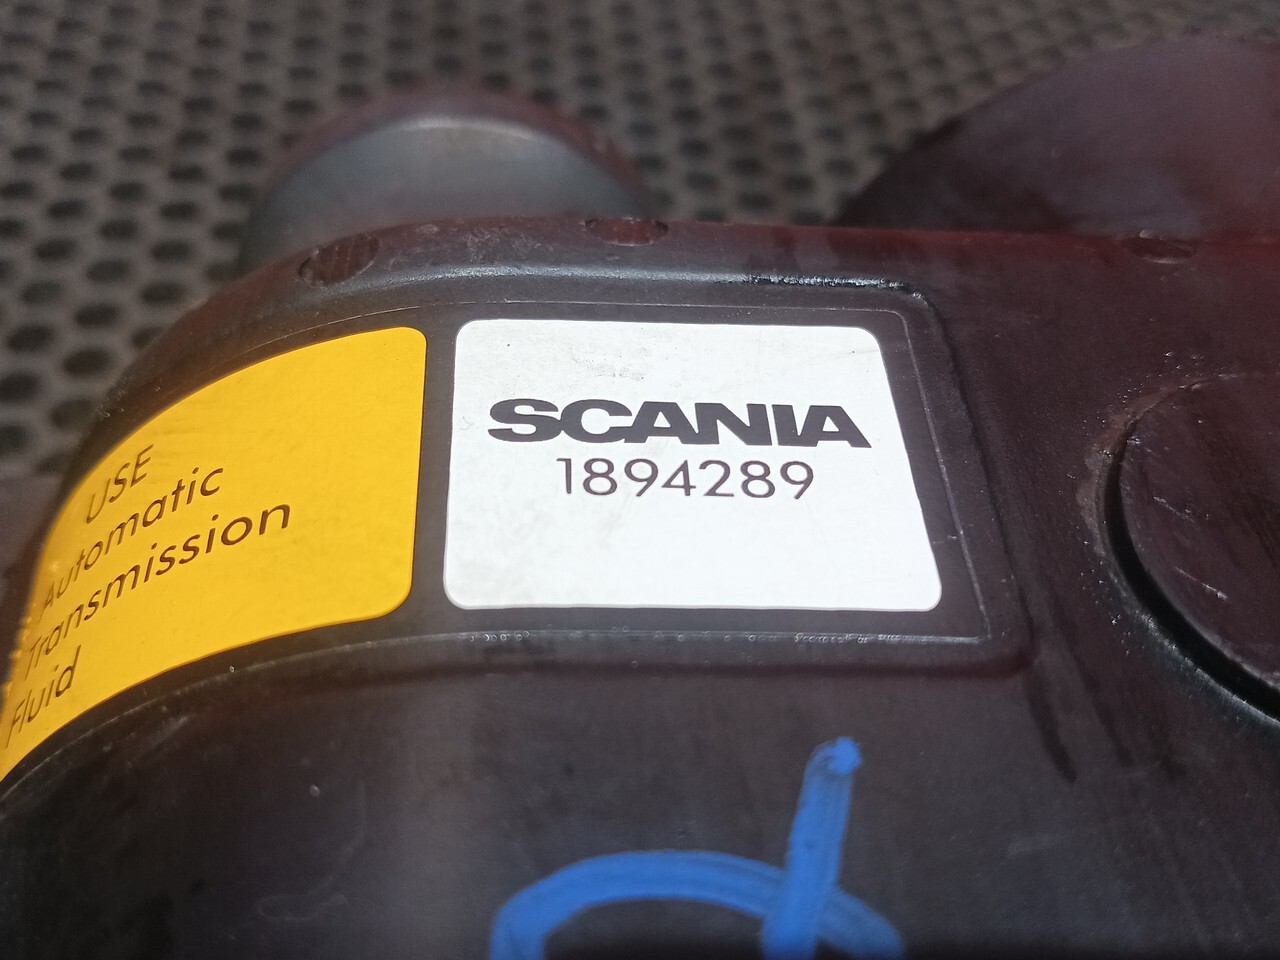 USE
Automatic
Transmission
Fluid
SCANIA
1894289